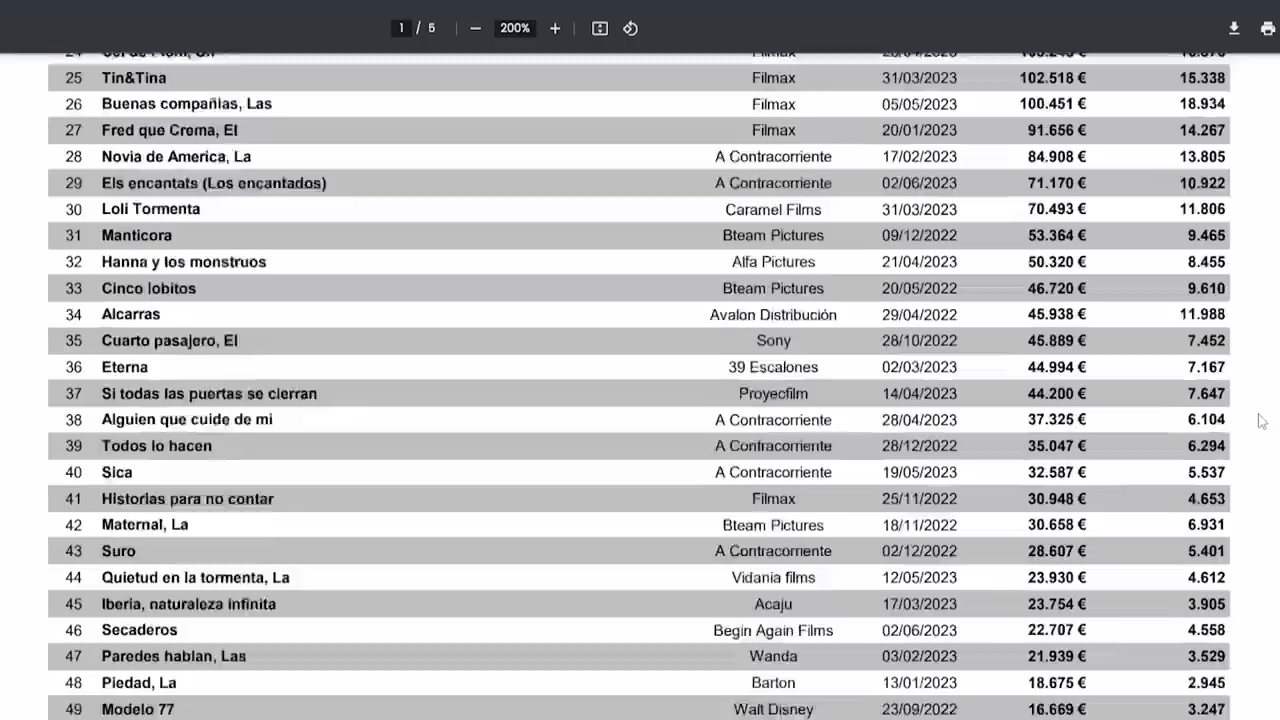 1 / 5 200%
25 Tin&Tina Filmax 31/03/2023 102.518 € 15.338
26 Buenas compañias, Las Filmax 05/05/2023 100.451 € 18.934
27 Fred que Crema, El Filmax 20/01/2023 91.656 € 14.267
28 Novia de America, La A Contracorriente 17/02/2023 84.908 € 13.805
29 Els encantats (Los encantados) A Contracorriente 02/06/2023 71.170 € 10.922
30 Loli Tormenta Caramel Films 31/03/2023 70.493 € 11.806
31 Manticora Bteam Pictures 09/12/2022 53.364 € 9.465
32 Hanna y los monstruos Alfa Pictures 21/04/2023 50.320 € 8.455
33 Cinco lobitos Bteam Pictures 20/05/2022 46.720 € 9.610
34 Alcarras Avalon Distribución 29/04/2022 45.938 € 11.988
35 Cuarto pasajero, El Sony 28/10/2022 45.889 € 7.452
36 Eterna 39 Escalones 02/03/2023 44.994 € 7.167
37 Si todas las puertas se cierran Proyecfilm 14/04/2023 44.200 € 7.647
38 Alguien que cuide de mi A Contracorriente 28/04/2023 37.325 € 6.104
39 Todos lo hacen A Contracorriente 28/12/2022 35.047 € 6.294
40 Sica A Contracorriente 19/05/2023 32.587 € 5.537
41 Historias para no contar Filmax 25/11/2022 30.948 € 4.653
42 Maternal, La Bteam Pictures 18/11/2022 30.658 € 6.931
43 Suro A Contracorriente 02/12/2022 28.607 € 5.401
44 Quietud en la tormenta, La Vidania films 12/05/2023 23.930 € 4.612
45 Iberia, naturaleza infinita Acaju 17/03/2023 23.754 € 3.905
46 Secaderos Begin Again Films 02/06/2023 22.707 € 4.558
47 Paredes hablan, Las Wanda 03/02/2023 21.939 € 3.529
48 Piedad, La Barton 13/01/2023 18.675 € 2.945
49 Modelo 77 Walt Disney 23/09/2022 16.669 € 3.247